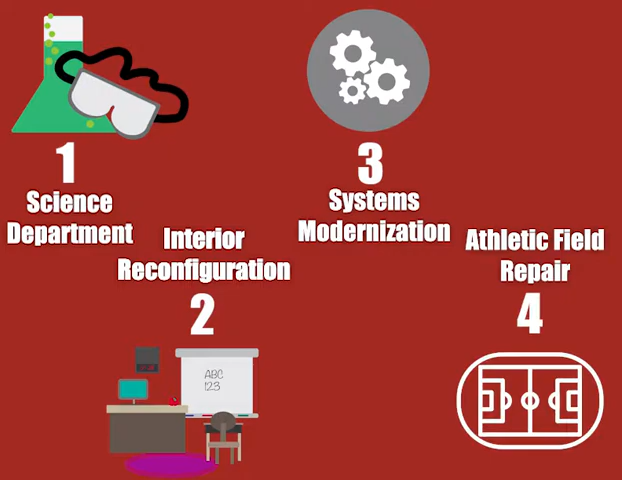 1
Science
Department
Interior
Reconfiguration
2
ABC
123
3
Systems
Modernization
Athletic Field
Repair
4